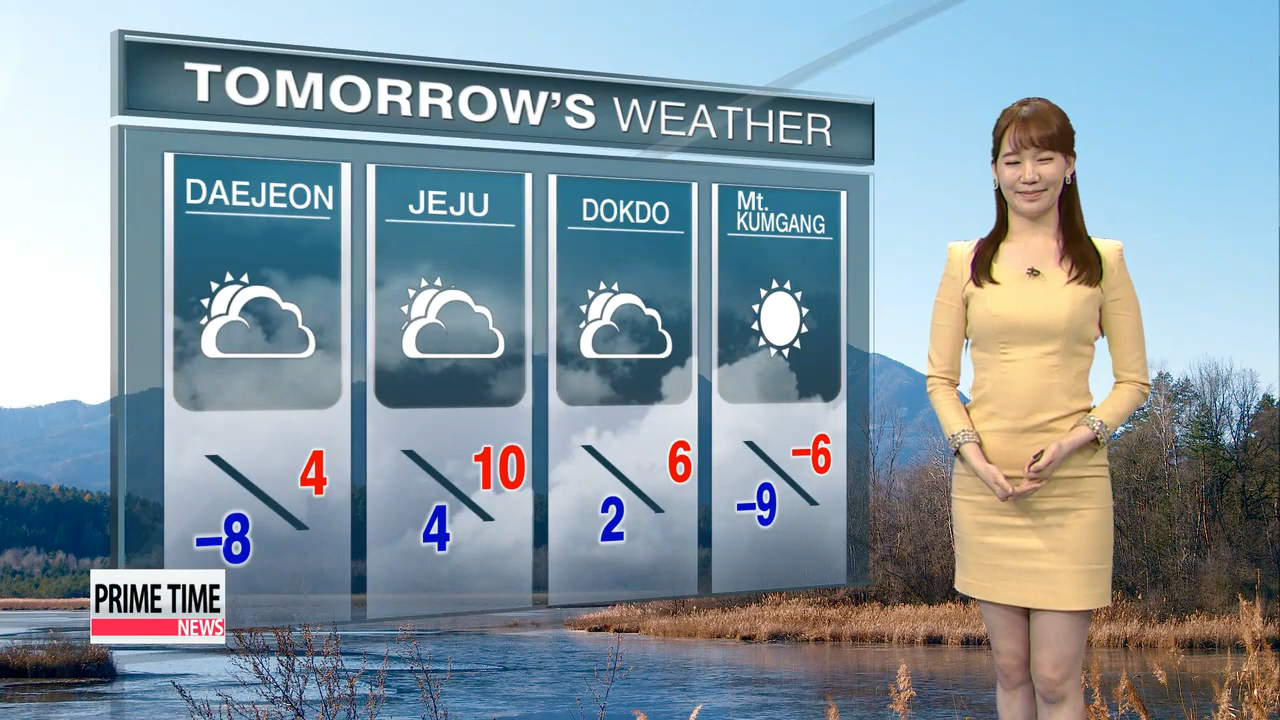 TOMORROW'S WEATHER
DAEJEON
4
–8
JEJU
10
4
DOKDO
6
2
Mt.
KUMGANG
–6
–9
PRIME TIME
NEWS